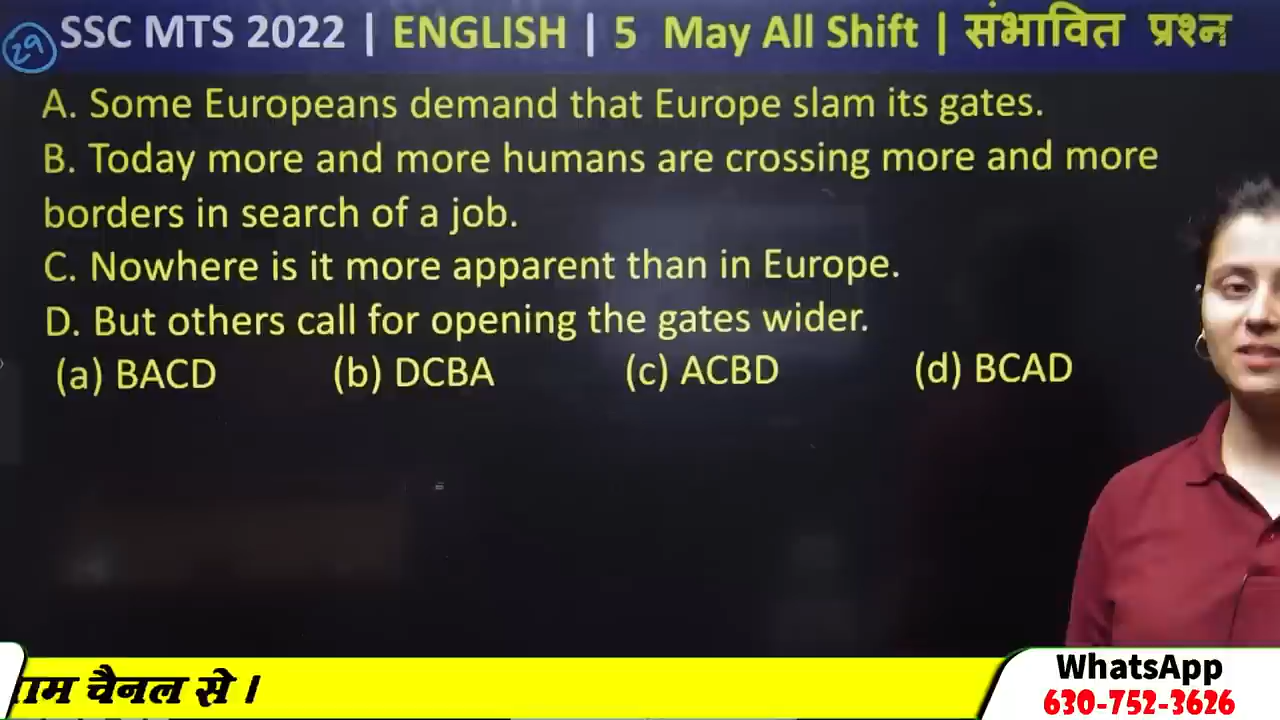 29 SSC MTS 2022 | ENGLISH | 5 May All Shift | संभावित प्रश्न
A. Some Europeans demand that Europe slam its gates.
B. Today more and more humans are crossing more and more
borders in search of a job.
C. Nowhere is it more apparent than in Europe.
D. But others call for opening the gates wider.
(a) BACD (b) DCBA (c) ACBD (d) BCAD
चैनल से ।
WhatsApp
630-752-3626